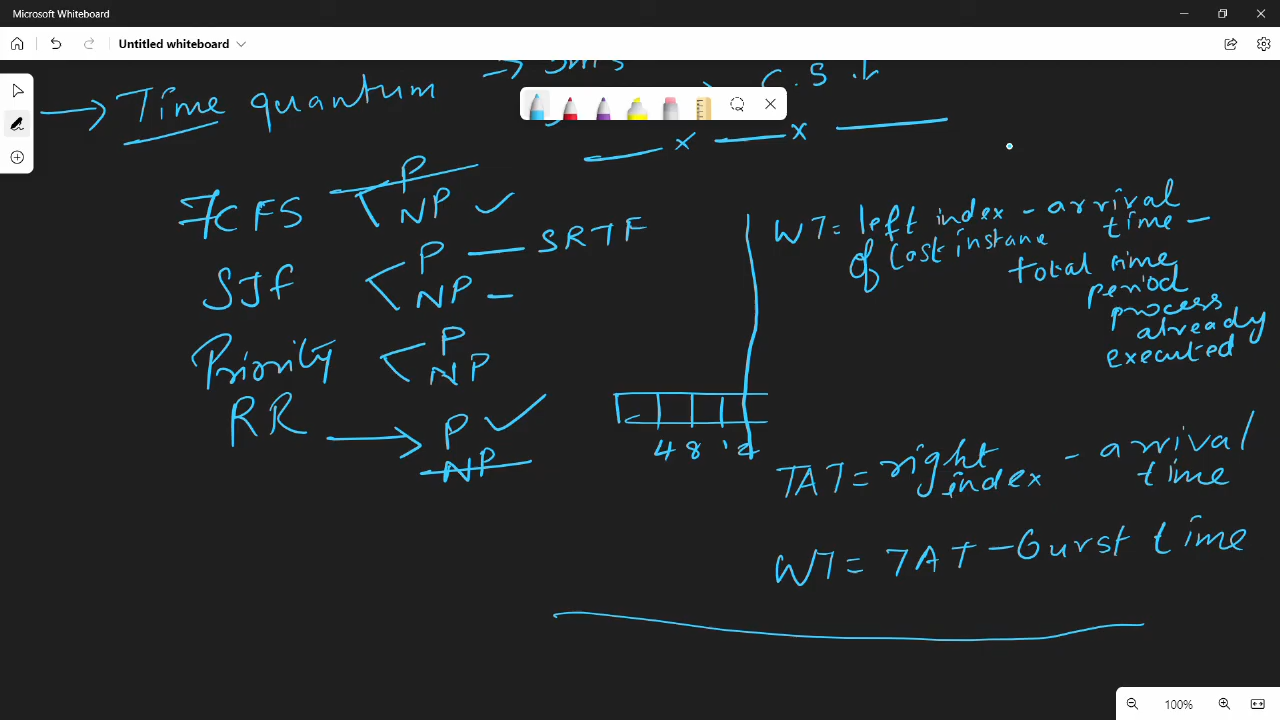 Microsoft Whiteboard
Untitled whiteboard
→ Time quantum
FCFS P
NP ✓
SJF P — SRTF
NP —
Priority P
NP
RR → P ✓
NP
4 8 12
WT = left index - arrival time -
of last instane
total time
period
process
already
executed
TAT = right index - arrival time
WT = TAT - Burst time
100%